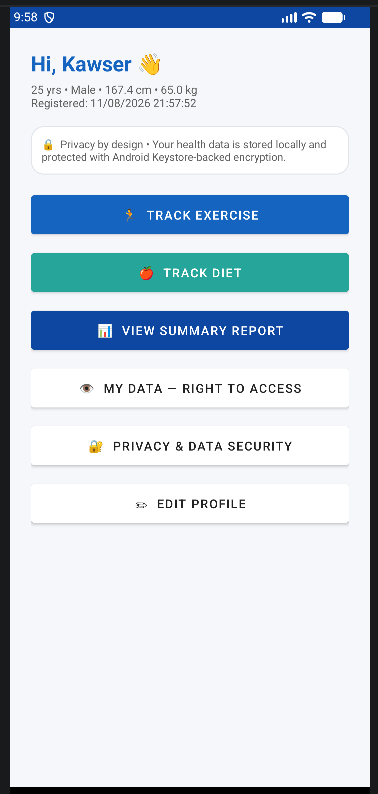 9:58
Hi, Kawser 👋
25 yrs • Male • 167.4 cm • 65.0 kg
Registered: 11/08/2026 21:57:52
🔒 Privacy by design • Your health data is stored locally and
protected with Android Keystore-backed encryption.
🏃 TRACK EXERCISE
🍎 TRACK DIET
📊 VIEW SUMMARY REPORT
👁️ MY DATA — RIGHT TO ACCESS
🔐 PRIVACY & DATA SECURITY
✏ EDIT PROFILE